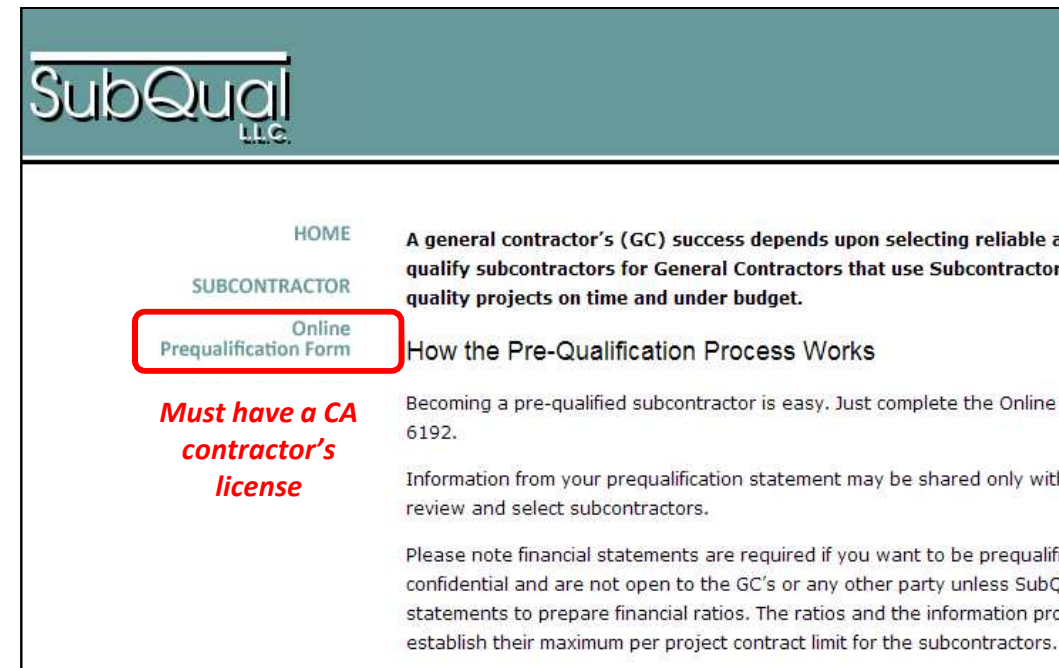 SubQual
L.L.C.
HOME
SUBCONTRACTOR
Online
Prequalification Form
Must have a CA
contractor's
license
A general contractor's (GC) success depends upon selecting reliable
qualify subcontractors for General Contractors that use
quality projects on time and under budget.
How the Pre-Qualification Process Works
Becoming a pre-qualified subcontractor is easy. Just complete the Online
6192.
Information from your prequalification statement may be shared only
review and select subcontractors.
Please note financial statements are required if you want to be
confidential and are not open to the GC's or any other party unless
statements to prepare financial ratios. The ratios and the information
establish their maximum per project contract limit for the subcontractors.